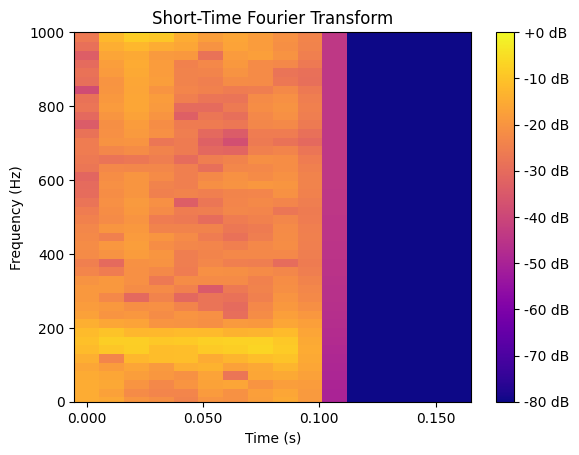 Short-Time Fourier Transform
1000
800
600
400
200
0
Frequency (Hz)
0.000
0.050
0.100
0.150
Time (s)
+0 dB
-10 dB
-20 dB
-30 dB
-40 dB
-50 dB
-60 dB
-70 dB
-80 dB